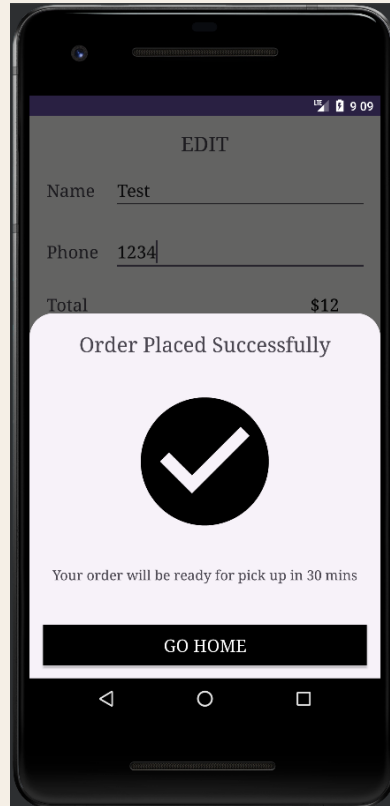 LTE 9 09
EDIT
Name Test
Phone 1234
Total $12
Order Placed Successfully
Your order will be ready for pick up in 30 mins
GO HOME